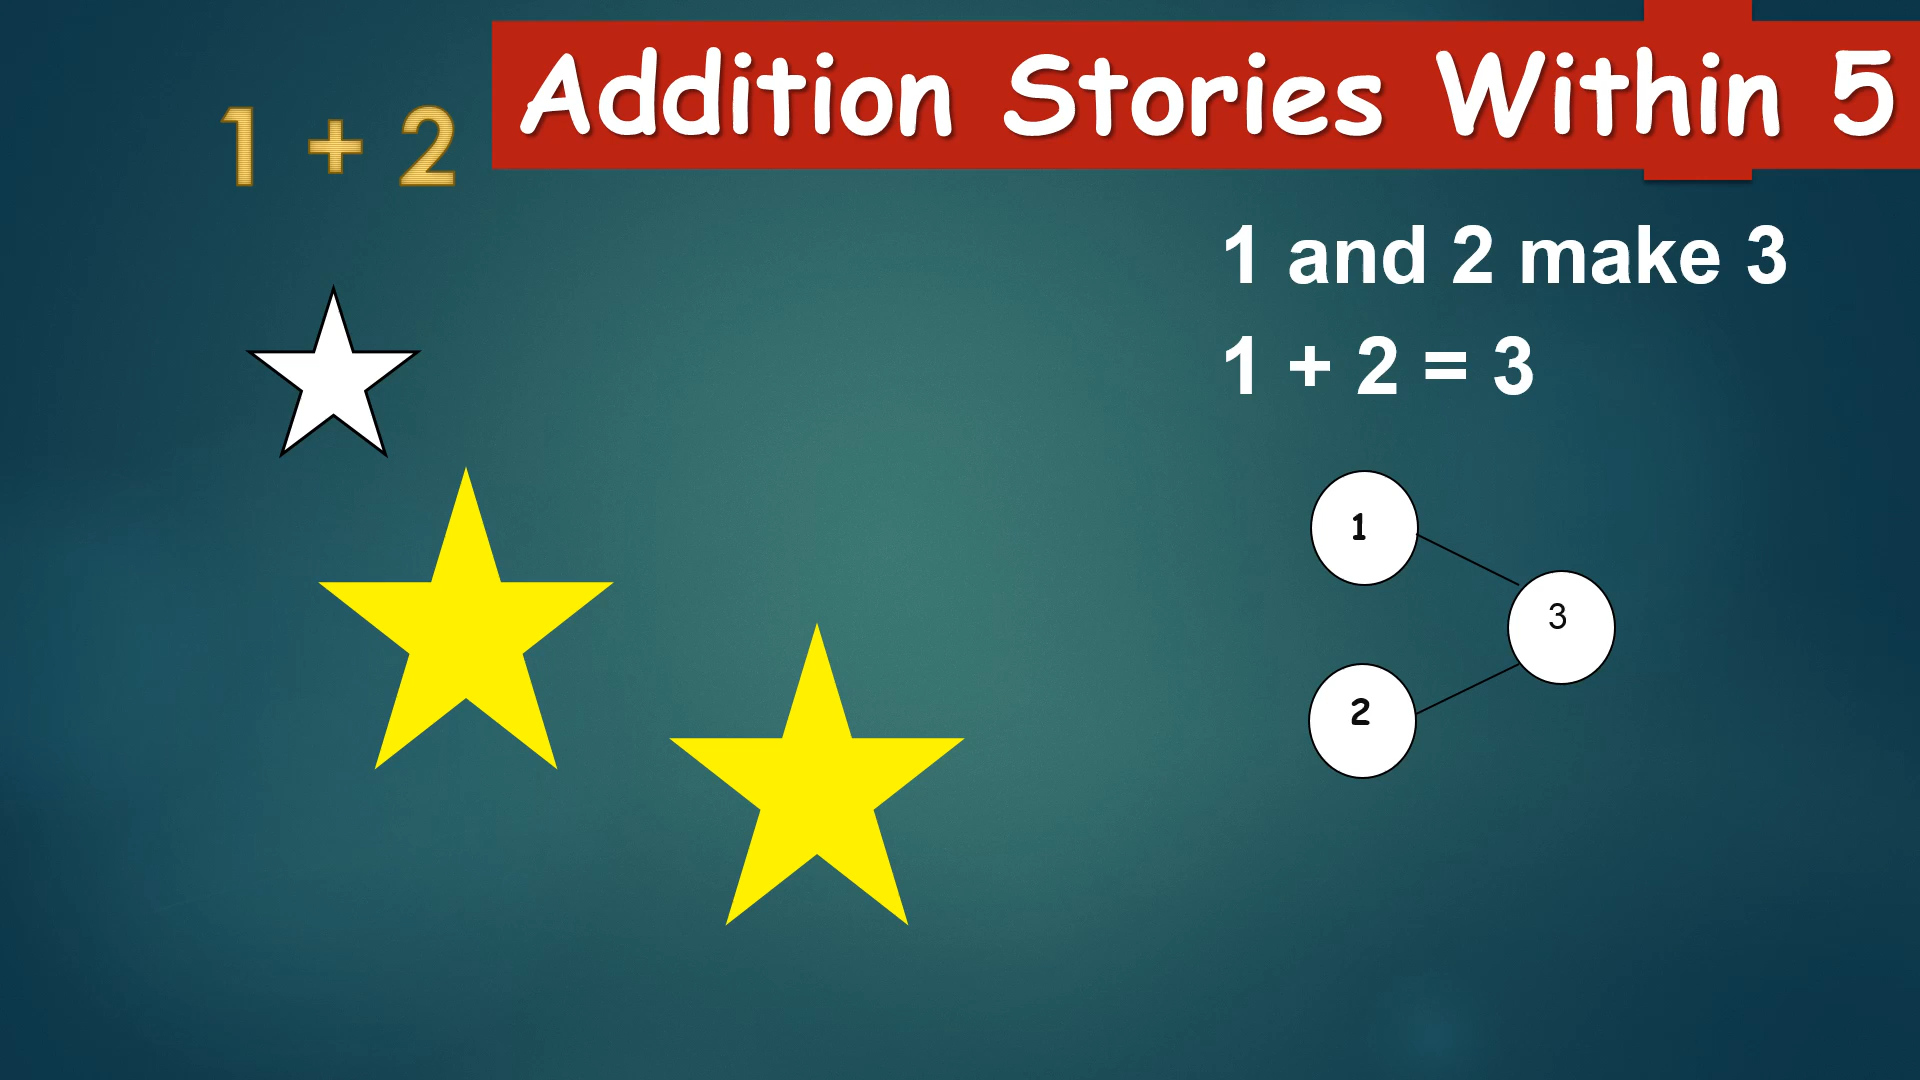 Addition Stories Within 5
1 + 2
1 and 2 make 3
1 + 2 = 3
1
3
2